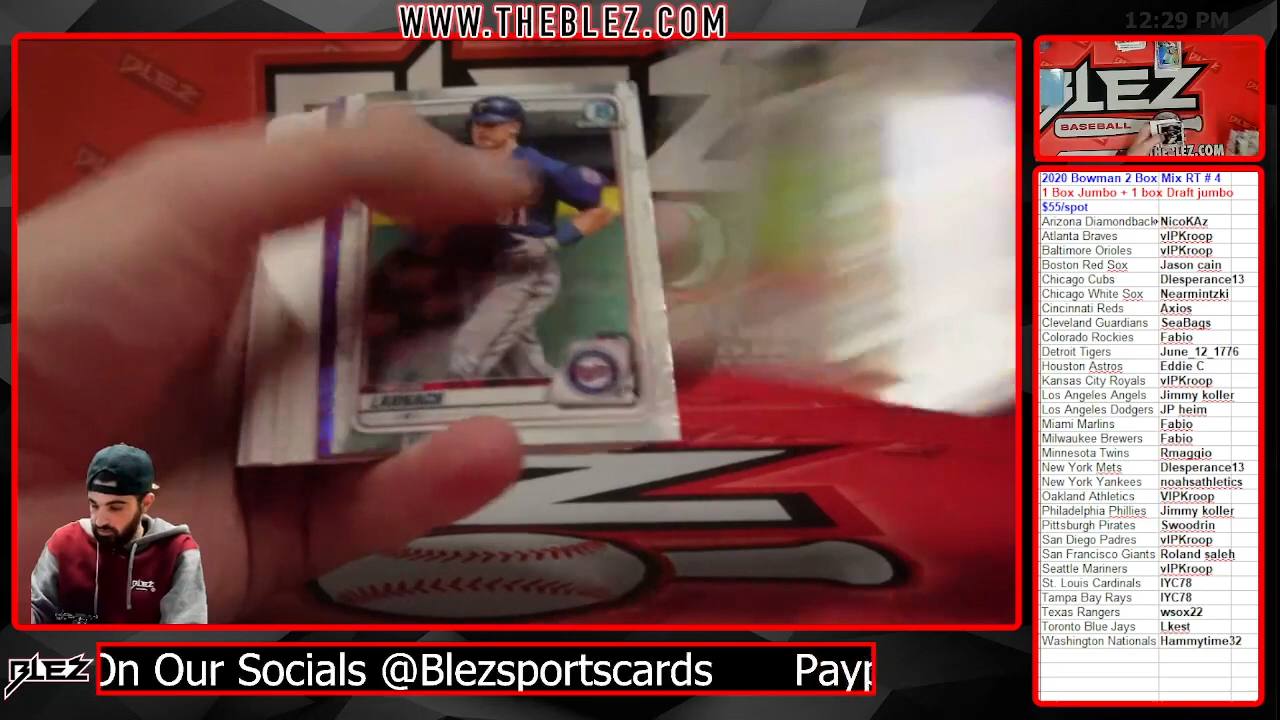 WWW.THEBLEZ.COM
12:29 PM
BLEZ
BASEBALL
THEBLEZ.COM
2020 Bowman 2 Box Mix RT # 4
1 Box Jumbo + 1 box Draft jumbo
$55/spot
Arizona Diamondback NicoKAz
Atlanta Braves vIPKroop
Baltimore Orioles vIPKroop
Boston Red Sox Jason cain
Chicago Cubs Dlesperance13
Chicago White Sox Nearmintzki
Cincinnati Reds Axios
Cleveland Guardians SeaBags
Colorado Rockies Fabio
Detroit Tigers June_12_1776
Houston Astros Eddie C
Kansas City Royals vIPKroop
Los Angeles Angels Jimmy koller
Los Angeles Dodgers JP heim
Miami Marlins Fabio
Milwaukee Brewers Fabio
Minnesota Twins Rmaggio
New York Mets Dlesperance13
New York Yankees noahsathletics
Oakland Athletics VIPKroop
Philadelphia Phillies Jimmy koller
Pittsburgh Pirates Swoodrin
San Diego Padres vIPKroop
San Francisco Giants Roland saleh
Seattle Mariners vIPKroop
St. Louis Cardinals IYC78
Tampa Bay Rays IYC78
Texas Rangers wsox22
Toronto Blue Jays Lkest
Washington Nationals Hammytime32
LARNACH
BLEZ
BLEZ
BLEZ On Our Socials @Blezsportscards Payp